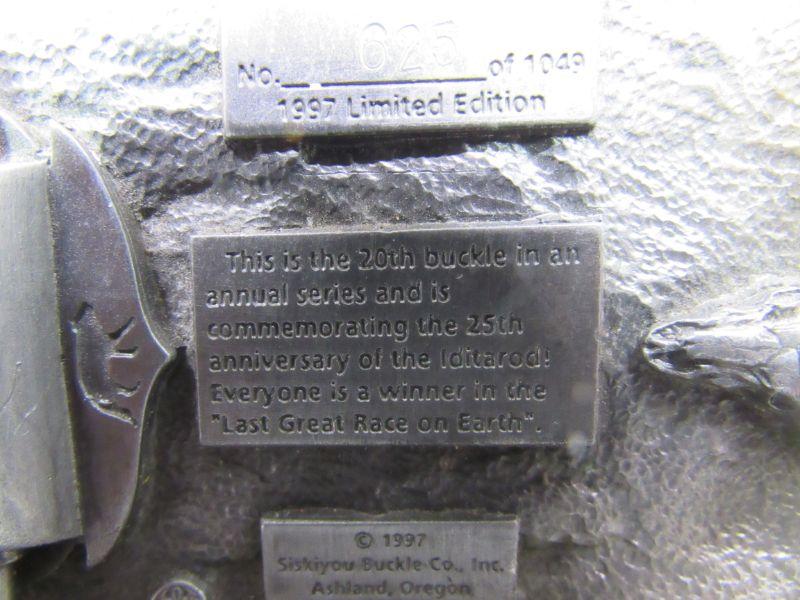 625
No. of 1049
1997 Limited Edition
This is the 20th buckle in an
annual series and is
commemorating the 25th
anniversary of the Iditarod!
Everyone is a winner in the
"Last Great Race on Earth".
© 1997
Siskiyou Buckle Co., Inc.
Ashland, Oregon